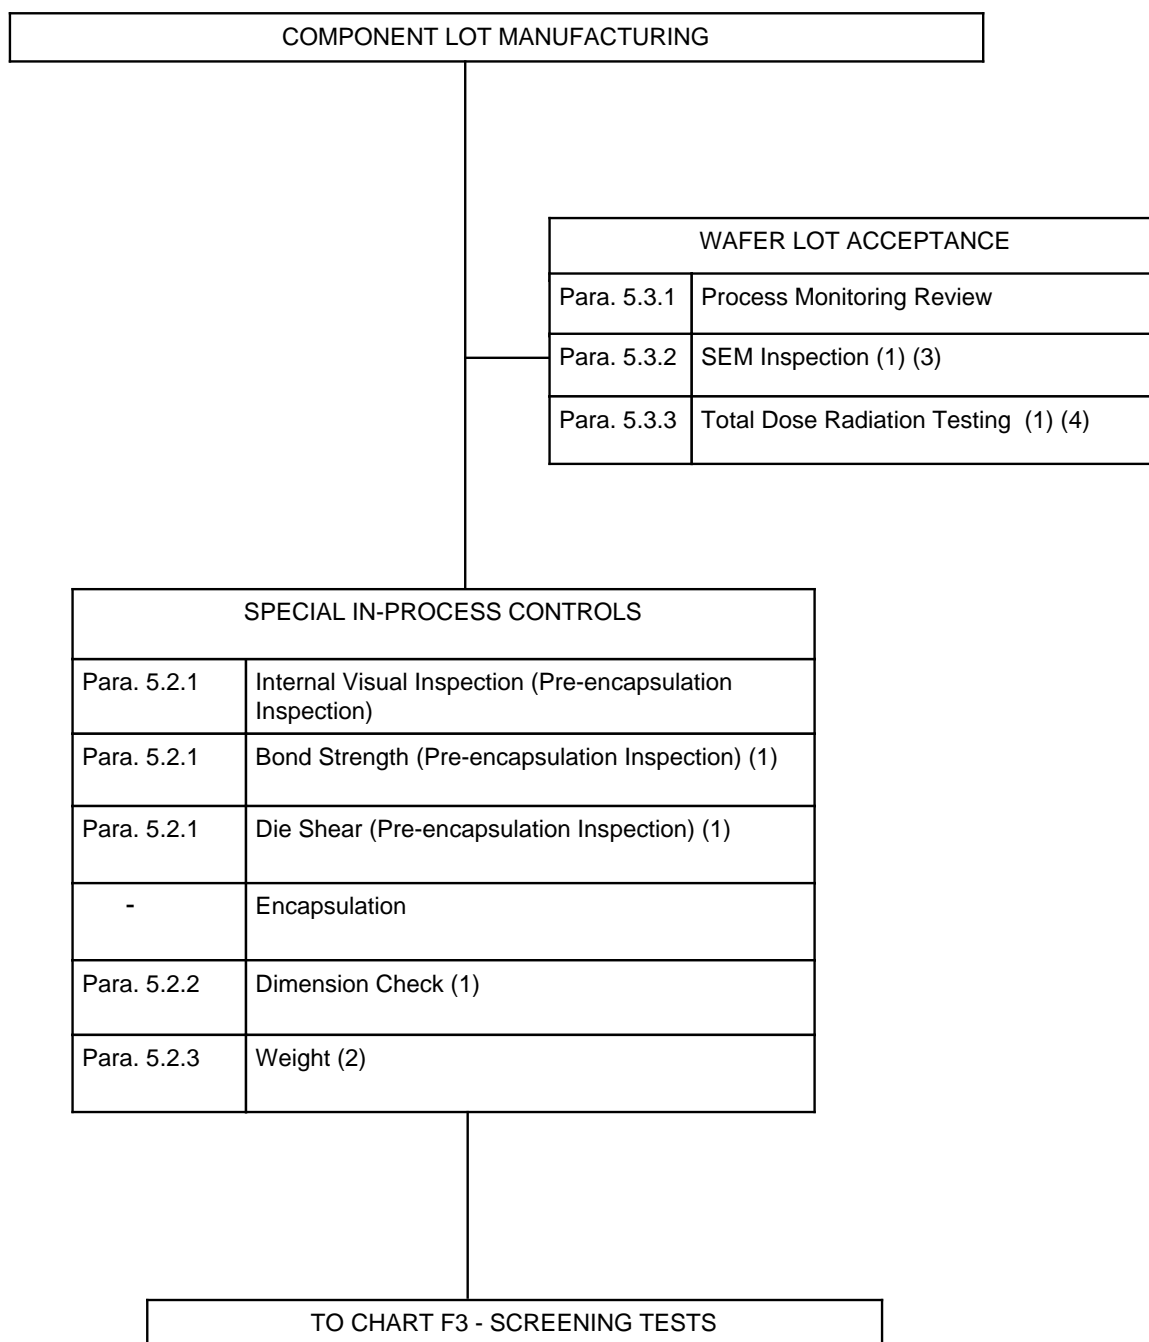 COMPONENT LOT MANUFACTURING
WAFER LOT ACCEPTANCE
Para. 5.3.1 Process Monitoring Review
Para. 5.3.2 SEM Inspection (1) (3)
Para. 5.3.3 Total Dose Radiation Testing (1) (4)
SPECIAL IN-PROCESS CONTROLS
Para. 5.2.1 Internal Visual Inspection (Pre-encapsulation
Inspection)
Para. 5.2.1 Bond Strength (Pre-encapsulation Inspection) (1)
Para. 5.2.1 Die Shear (Pre-encapsulation Inspection) (1)
- Encapsulation
Para. 5.2.2 Dimension Check (1)
Para. 5.2.3 Weight (2)
TO CHART F3 - SCREENING TESTS